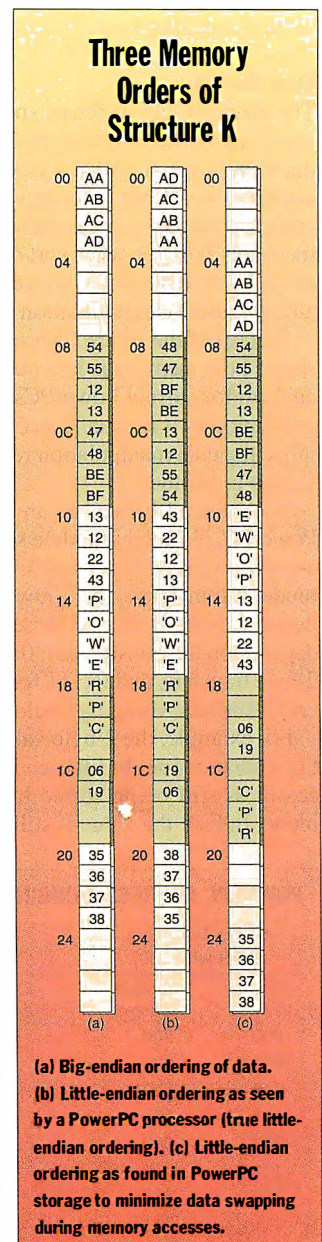 Three Memory
Orders of
Structure K
00 AA 00 AD 00
AB AC
AC AB
AD AA
04 04 04 AA
AB
AC
AD
08 54 08 48 08 54
55 47 55
12 BF 12
13 BE 13
0C 47 0C 13 0C BE
48 12 BF
BE 55 47
BF 54 48
10 13 10 43 10 'E'
12 22 'W'
22 12 'O'
43 13 'P'
14 'P' 14 'P' 14 13
'O' 'O' 12
'W' 'W' 22
'E' 'E' 43
18 'R' 18 'R' 18
'P' 'P'
'C' 'C' 06
19
1C 06 1C 19 1C
19 06 'C'
'P'
'R'
20 35 20 38 20
36 37
37 36
38 35
24 24 24 35
36
37
38
(a) (b) (c)
(a) Big-endian ordering of data.
(b) Little-endian ordering as seen
by a PowerPC processor (true little-
endian ordering). (c) Little-endian
ordering as found in PowerPC
storage to minimize data swapping
during memory accesses.